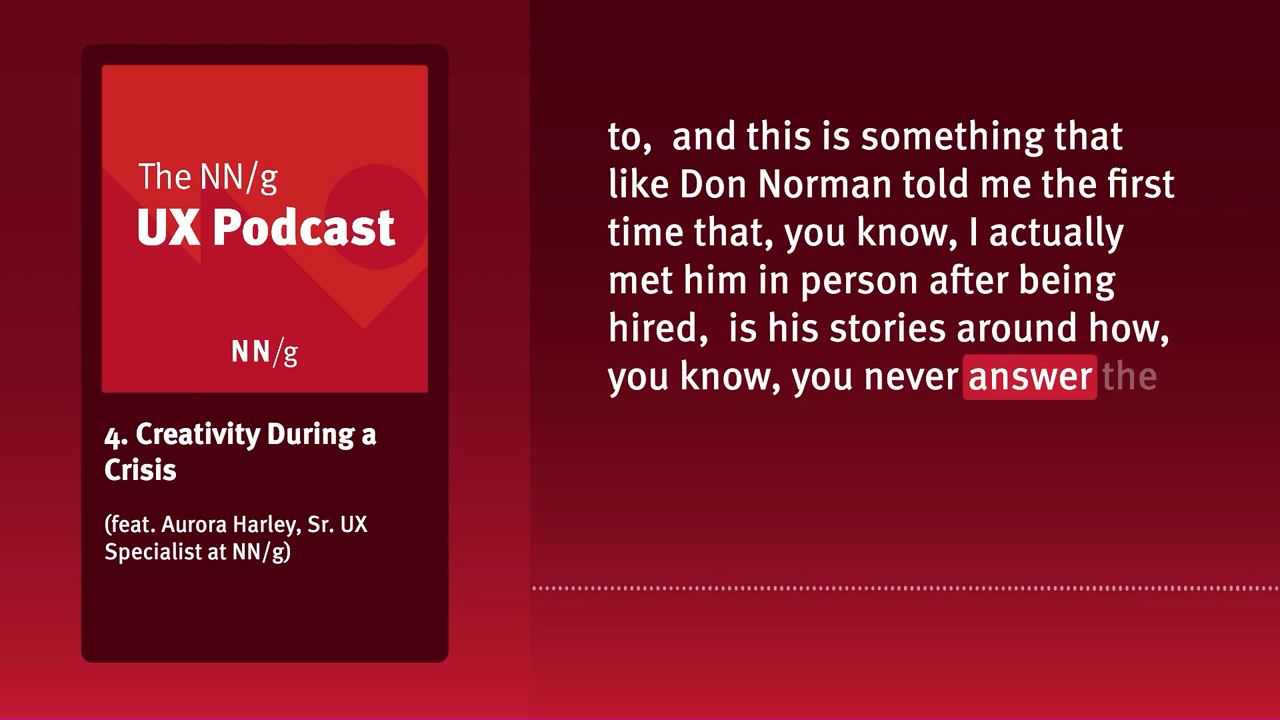 The NN/g
UX Podcast
NN/g
4. Creativity During a
Crisis
(feat. Aurora Harley, Sr. UX
Specialist at NN/g)
to,  and this is something that
like Don Norman told me the first
time that, you know, I actually
met him in person after being
hired,  is his stories around how,
you know, you never answer the